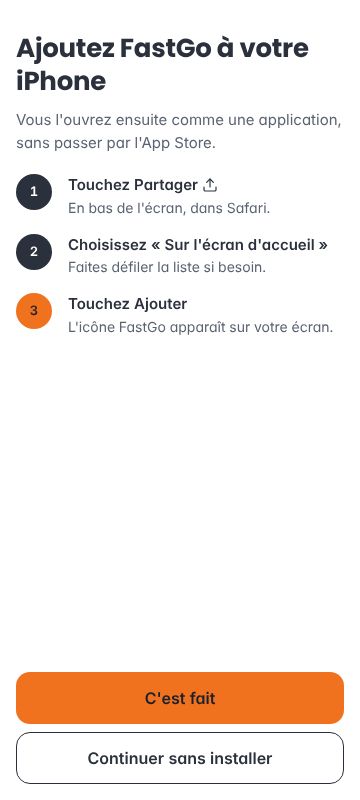 Ajoutez FastGo à votre
iPhone
Vous l'ouvrez ensuite comme une application,
sans passer par l'App Store.
1
Touchez Partager
En bas de l'écran, dans Safari.
2
Choisissez « Sur l'écran d'accueil »
Faites défiler la liste si besoin.
3
Touchez Ajouter
L'icône FastGo apparaît sur votre écran.
C'est fait
Continuer sans installer